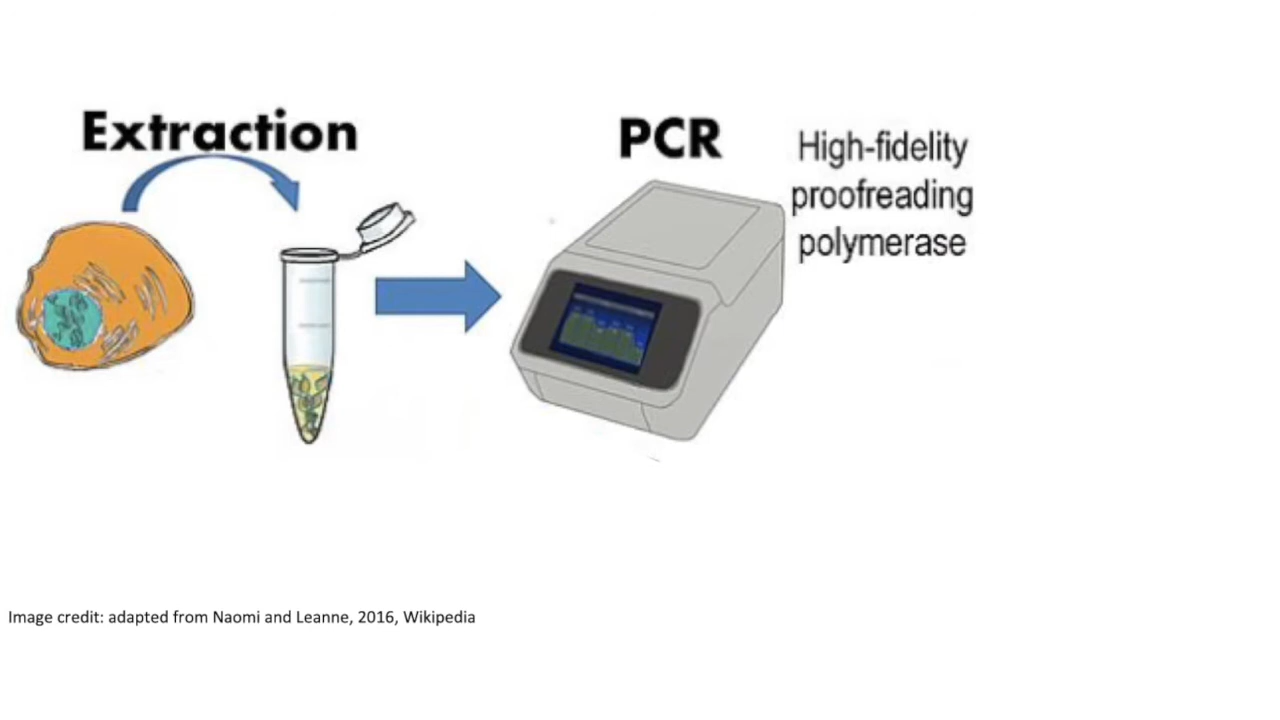 Extraction
PCR
High-fidelity
proofreading
polymerase
Image credit: adapted from Naomi and Leanne, 2016, Wikipedia